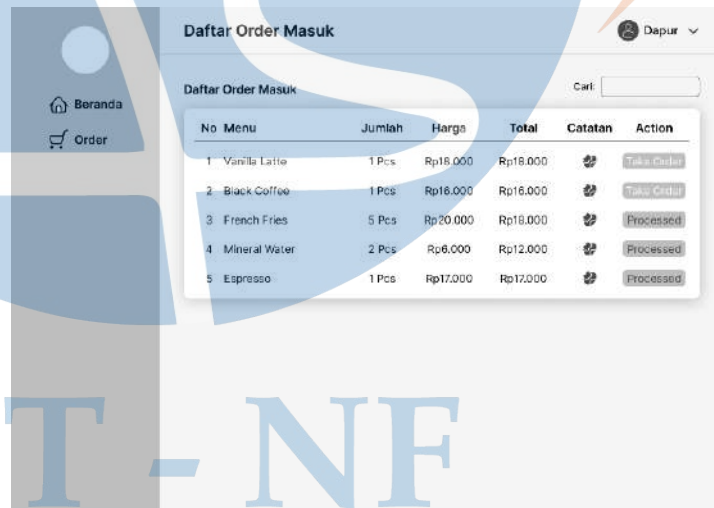 Daftar Order Masuk
Dapur
Beranda
Order
Daftar Order Masuk
Cari:
No Menu Jumlah Harga Total Catatan Action
1 Vanilla Latte 1 Pcs Rp18.000 Rp18.000 Take Order
2 Black Coffee 1 Pcs Rp16.000 Rp16.000 Take Order
3 French Fries 5 Pcs Rp20.000 Rp18.000 Processed
4 Mineral Water 2 Pcs Rp6.000 Rp12.000 Processed
5 Espresso 1 Pcs Rp17.000 Rp17.000 Processed
T - NF